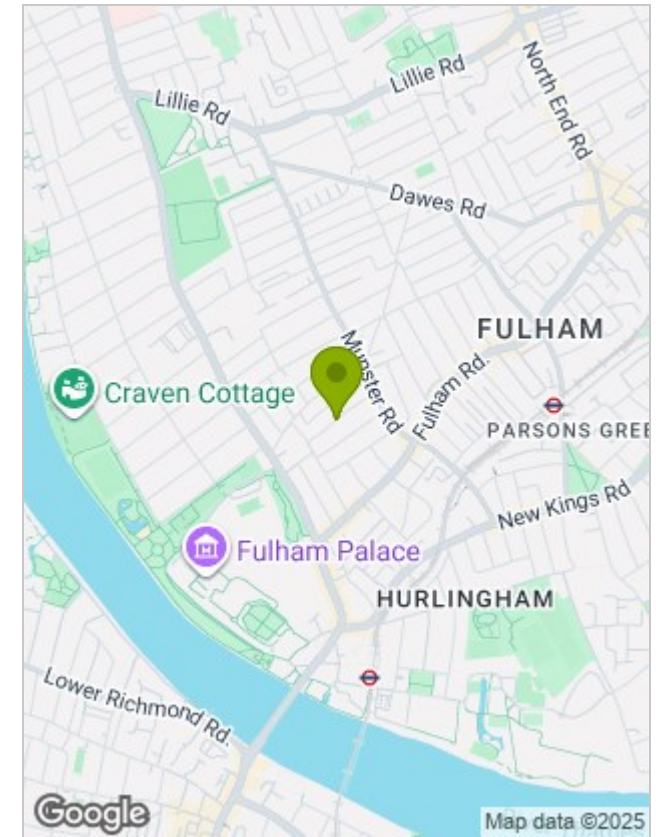 Lillie Rd
Lillie Rd
North End Rd
Dawes Rd
FULHAM
Munster Rd
Fulham Rd.
Craven Cottage
PARSONS GREE
New Kings Rd
Fulham Palace
HURLINGHAM
Lower Richmond Rd.
Google
Map data ©2025